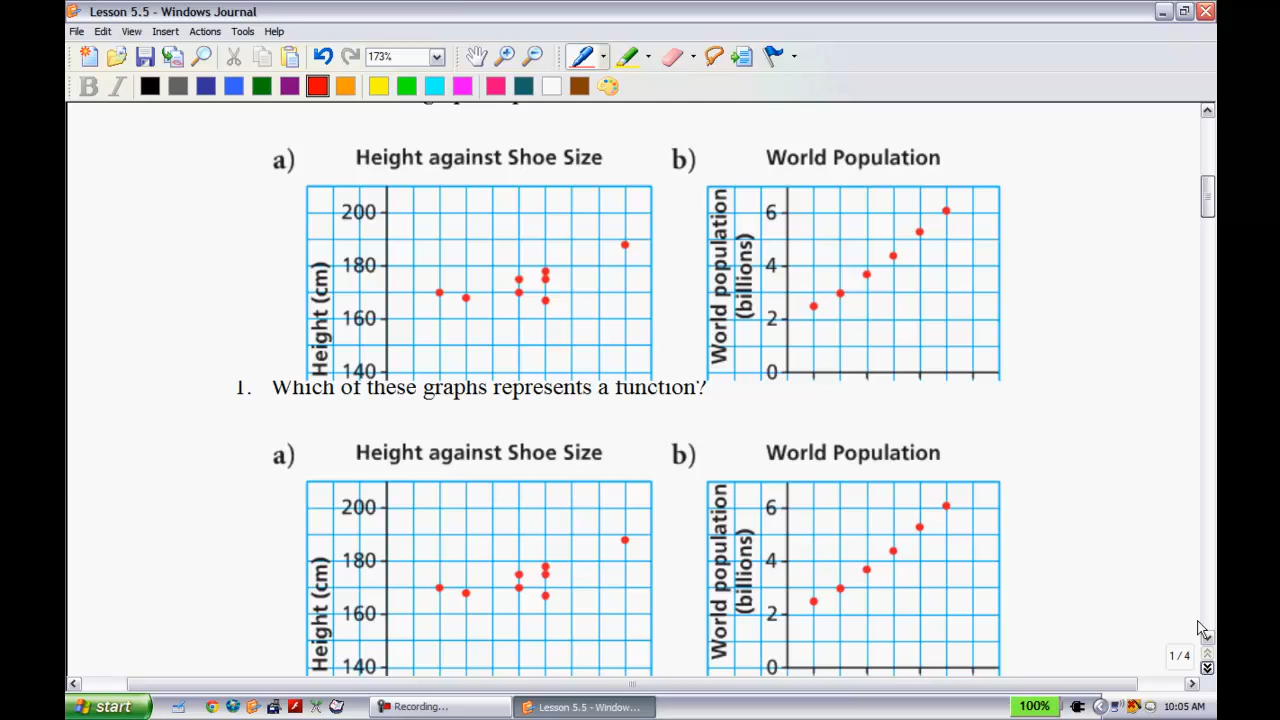 Lesson 5.5 - Windows Journal
File Edit View Insert Actions Tools Help
173%
B I
a) Height against Shoe Size b) World Population
200
180
160
140
Height (cm)
6
4
2
0
World population
(billions)
1. Which of these graphs represents a function?
a) Height against Shoe Size b) World Population
200
180
160
140
Height (cm)
6
4
2
0
World population
(billions)
1 / 4
start Recording... Lesson 5.5 - Window... 100% 10:05 AM